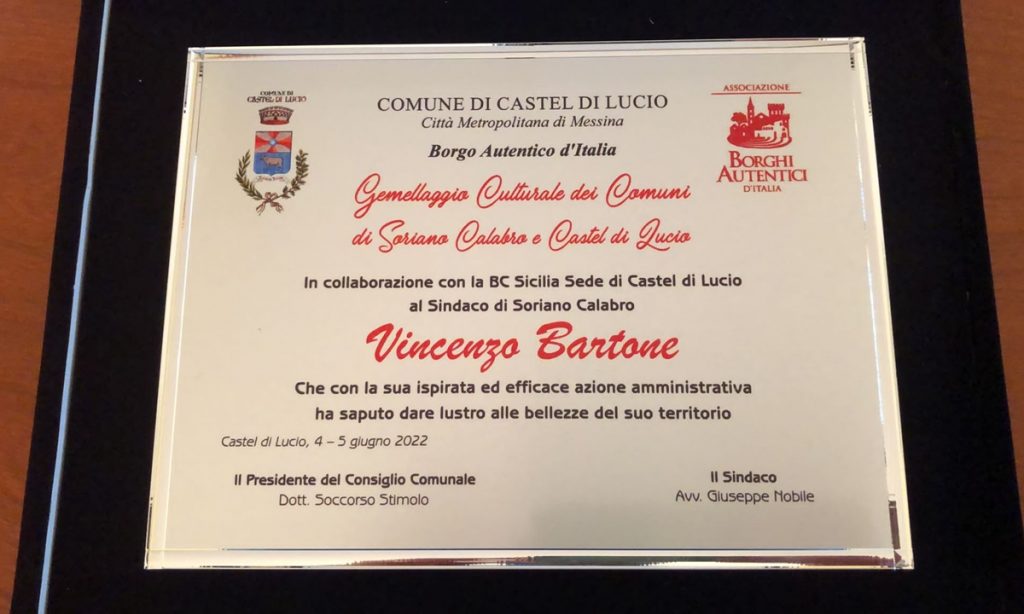 COMUNE DI
CASTEL DI LUCIO
COMUNE DI CASTEL DI LUCIO
Città Metropolitana di Messina
Borgo Autentico d'Italia
ASSOCIAZIONE
BORGHI
AUTENTICI
D'ITALIA
Gemellaggio Culturale dei Comuni
di Soriano Calabro e Castel di Lucio
In collaborazione con la BC Sicilia Sede di Castel di Lucio
al Sindaco di Soriano Calabro
Vincenzo Bartone
Che con la sua ispirata ed efficace azione amministrativa
ha saputo dare lustro alle bellezze del suo territorio
Castel di Lucio, 4 – 5 giugno 2022
Il Presidente del Consiglio Comunale
Dott. Soccorso Stimolo
Il Sindaco
Avv. Giuseppe Nobile